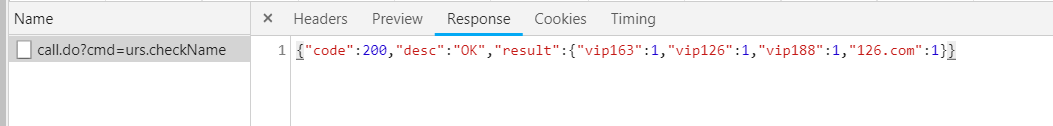 Name
× Headers Preview Response Cookies Timing
call.do?cmd=urs.checkName
1 {"code":200,"desc":"OK","result":{"vip163":1,"vip126":1,"vip188":1,"126.com":1}}